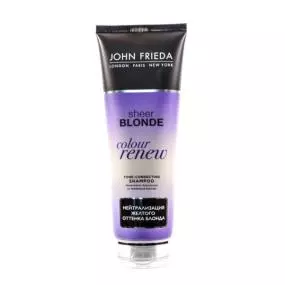 JOHN FRIEDA
LONDON PARIS NEW YORK
sheer
BLONDE
colour
renew
TONE-CORRECTING
SHAMPOO
НЕЙТРАЛИЗАЦИЯ
ЖЕЛТОГО
ОТТЕНКА БЛОНДА